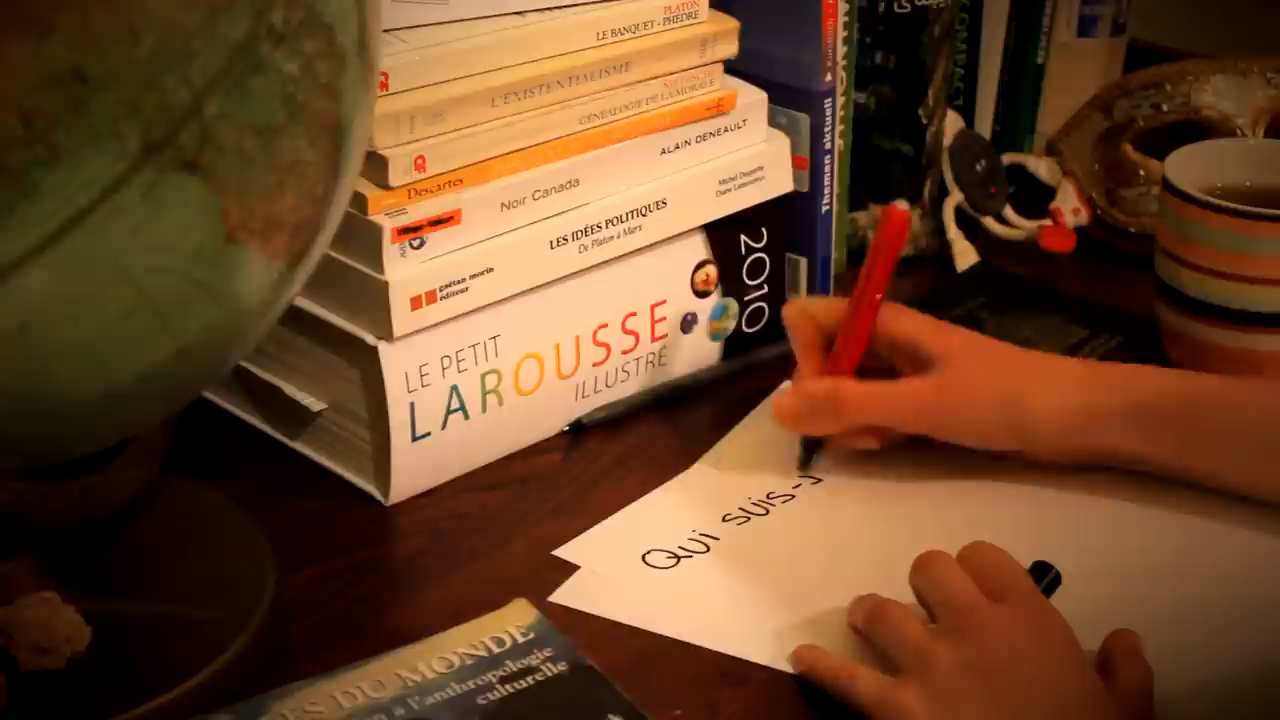 PLATON
LE BANQUET - PHÈDRE
L'EXISTENTIALISME
NIETZSCHE
GÉNÉALOGIE DE LA MORALE
Descartes
ALAIN DENEAULT
Noir Canada
Michel Duquette
Diane Lamoureux
LES IDÉES POLITIQUES
De Platon à Marx
gaëtan morin
éditeur
2010
LE PETIT
LAROUSSE
ILLUSTRÉ
Theman aktuell
Qui suis-J
DU MONDE
à l'anthropologie
culturelle